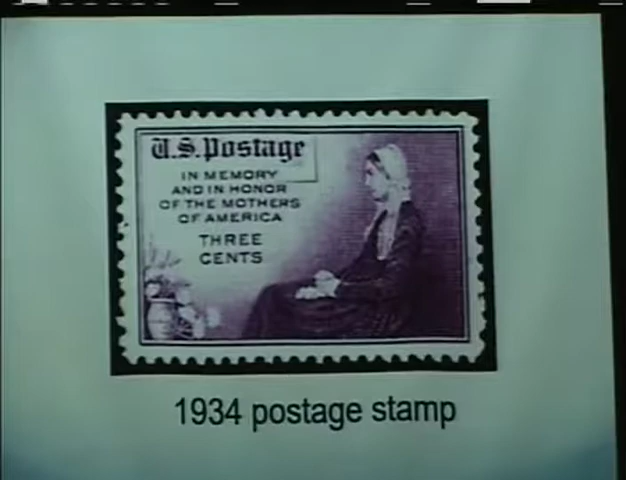 U.S. Postage
IN MEMORY
AND IN HONOR
OF THE MOTHERS
OF AMERICA
THREE
CENTS
1934 postage stamp